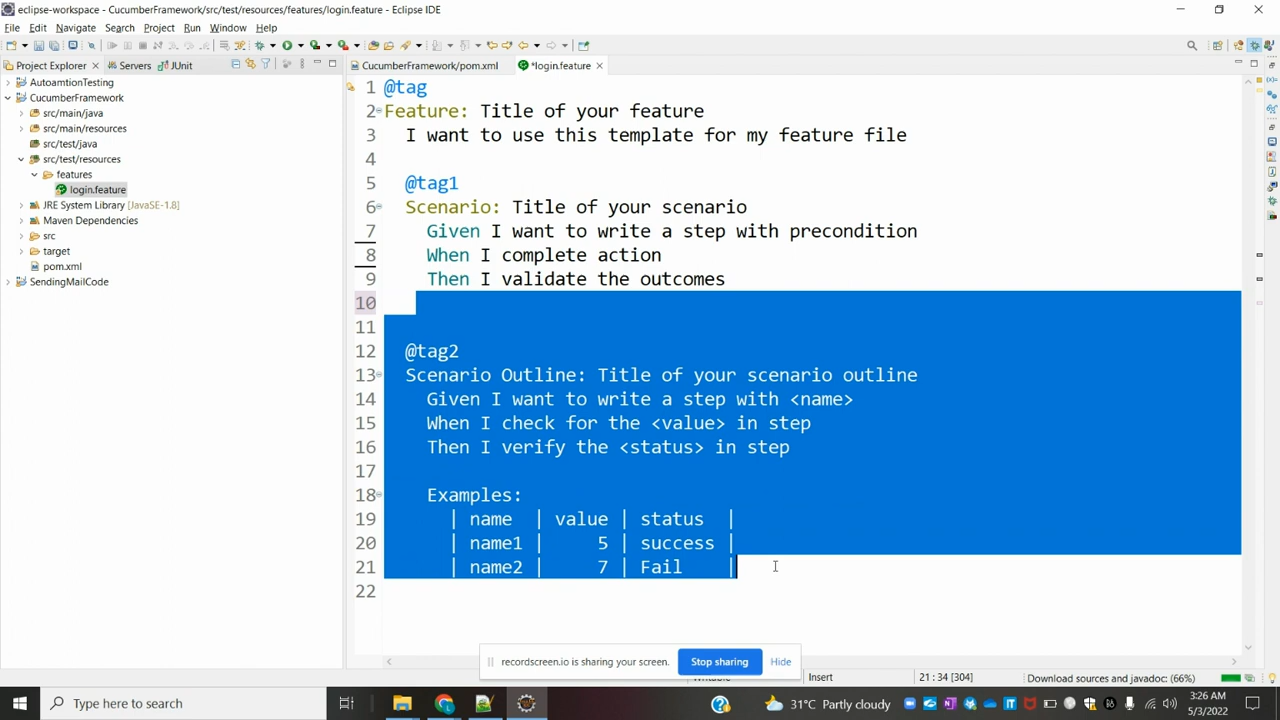 eclipse-workspace - CucumberFramework/src/test/resources/features/login.feature - Eclipse IDE
File Edit Navigate Search Project Run Window Help
Project Explorer Servers JUnit
CucumberFramework/pom.xml *login.feature
AutoamtionTesting
CucumberFramework
src/main/java
src/main/resources
src/test/java
src/test/resources
features
login.feature
JRE System Library [JavaSE-1.8]
Maven Dependencies
src
target
pom.xml
SendingMailCode
1 @tag
2 Feature: Title of your feature
3 I want to use this template for my feature file
4
5 @tag1
6 Scenario: Title of your scenario
7 Given I want to write a step with precondition
8 When I complete action
9 Then I validate the outcomes
10
11
12 @tag2
13 Scenario Outline: Title of your scenario outline
14 Given I want to write a step with <name>
15 When I check for the <value> in step
16 Then I verify the <status> in step
17
18 Examples:
19 | name | value | status |
20 | name1 | 5 | success |
21 | name2 | 7 | Fail |
22
recordscreen.io is sharing your screen. Stop sharing Hide
Writable Insert 21 : 34 [304] Download sources and javadoc: (66%)
Type here to search
31°C Partly cloudy
3:26 AM
5/3/2022